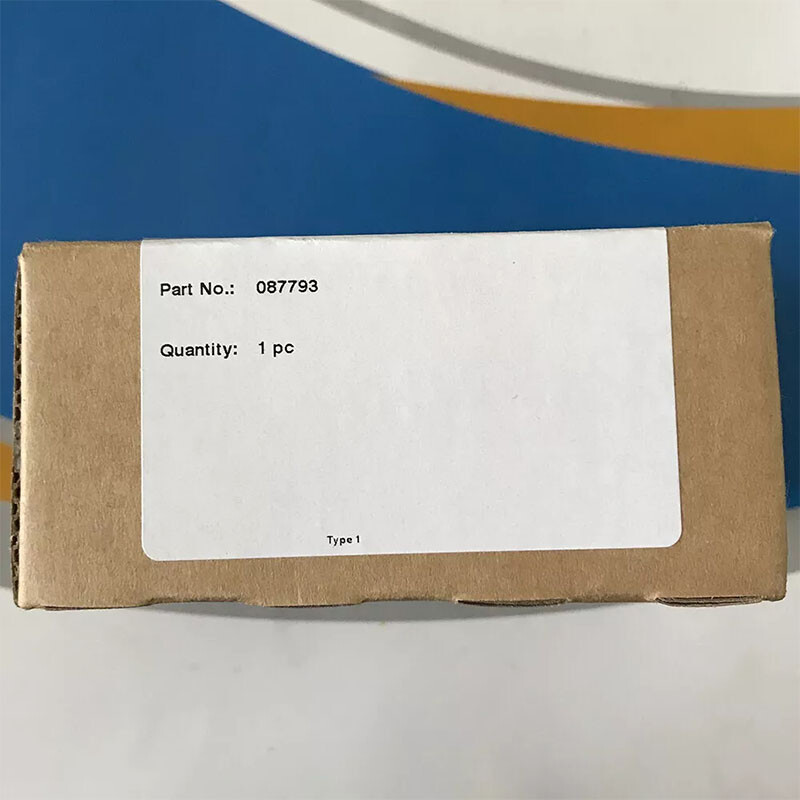 Part No.: 087793
Quantity: 1 pc
Type 1